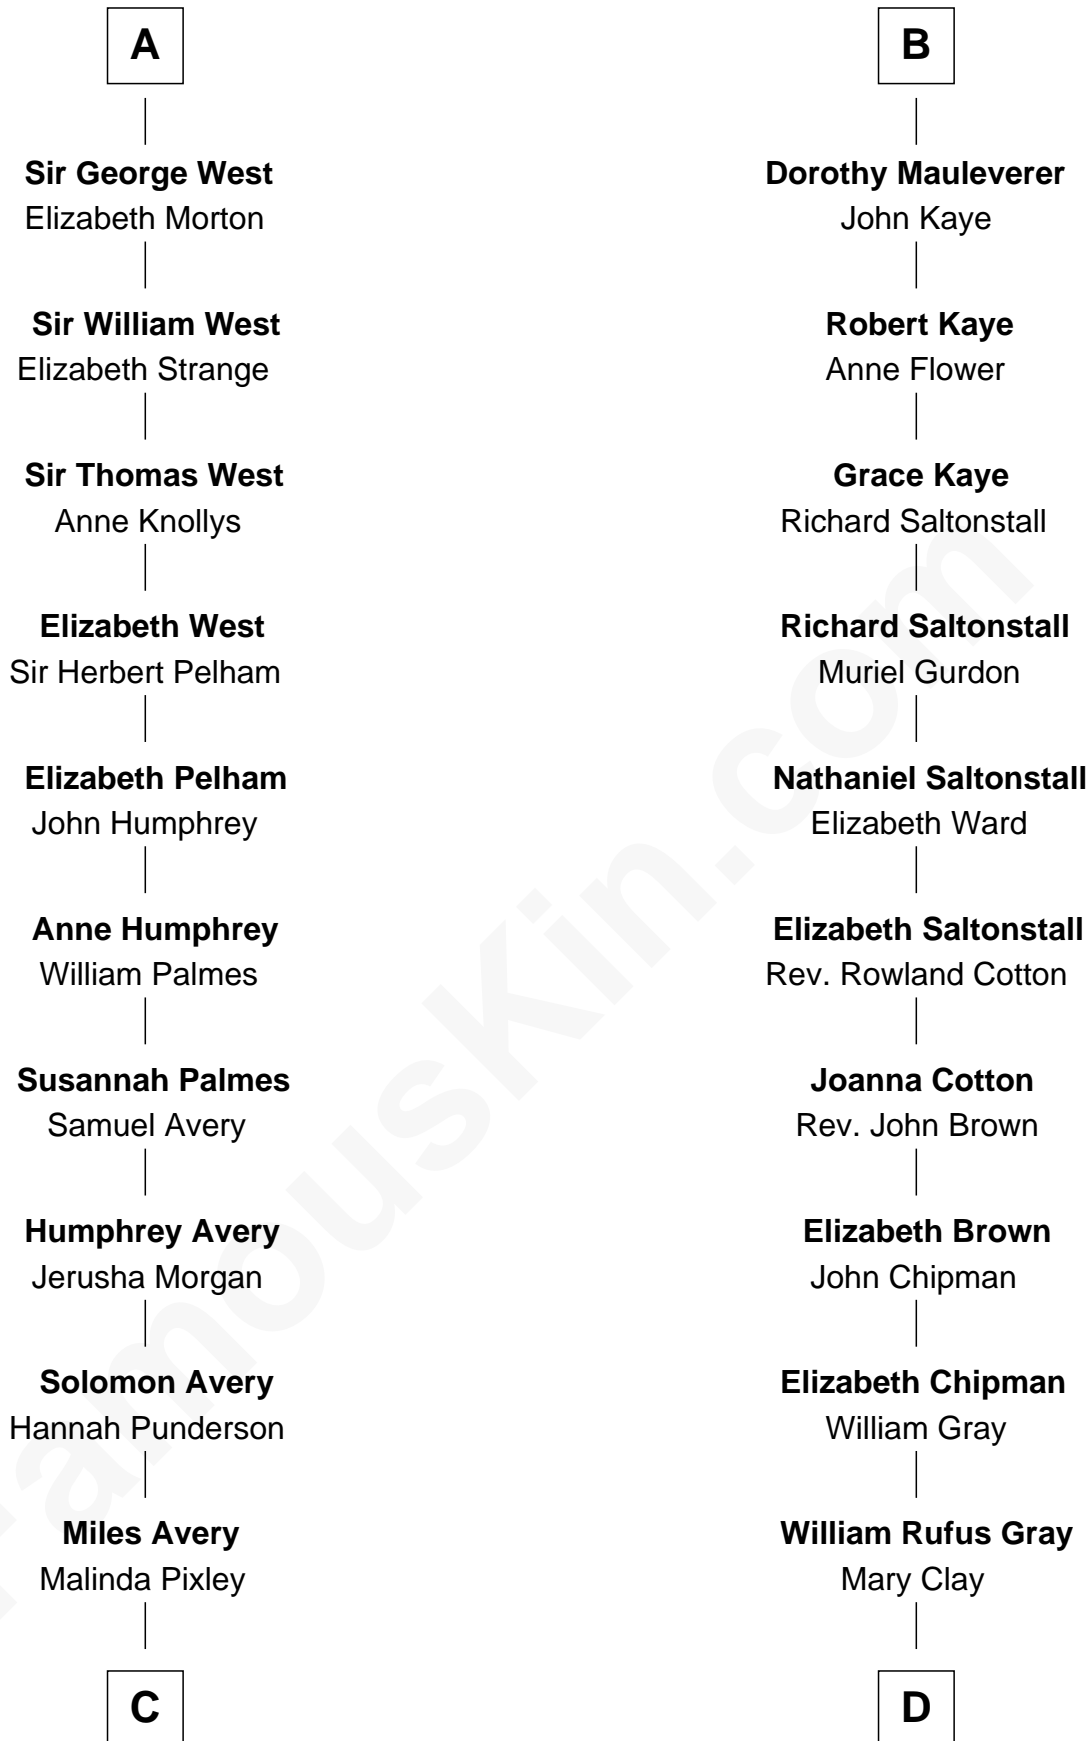 A
Sir George West
Elizabeth Morton
Sir William West
Elizabeth Strange
Sir Thomas West
Anne Knollys
Elizabeth West
Sir Herbert Pelham
Elizabeth Pelham
John Humphrey
Anne Humphrey
William Palmes
Susannah Palmes
Samuel Avery
Humphrey Avery
Jerusha Morgan
Solomon Avery
Hannah Punderson
Miles Avery
Malinda Pixley
C
B
Dorothy Mauleverer
John Kaye
Robert Kaye
Anne Flower
Grace Kaye
Richard Saltonstall
Richard Saltonstall
Muriel Gurdon
Nathaniel Saltonstall
Elizabeth Ward
Elizabeth Saltonstall
Rev. Rowland Cotton
Joanna Cotton
Rev. John Brown
Elizabeth Brown
John Chipman
Elizabeth Chipman
William Gray
William Rufus Gray
Mary Clay
D
FamousKin.com